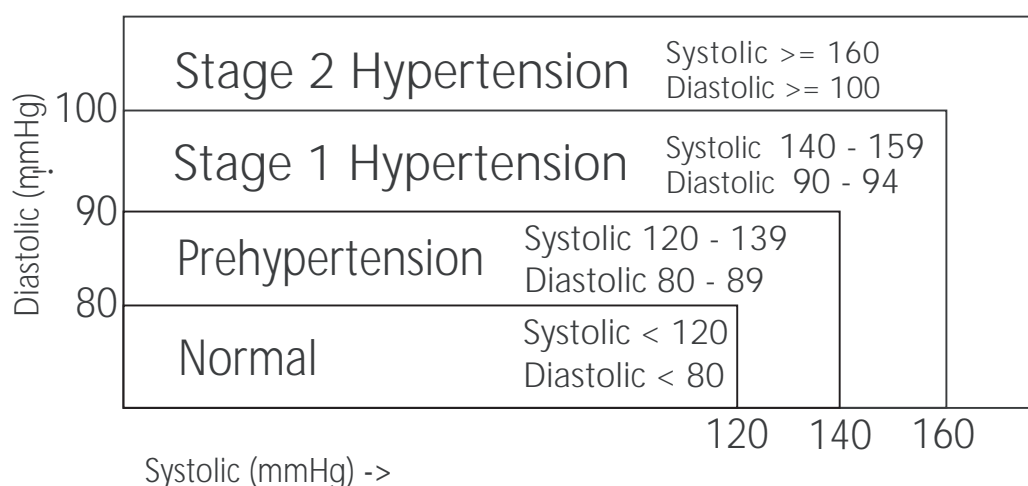 Stage 2 Hypertension
Systolic >= 160
Diastolic >= 100
100
Stage 1 Hypertension
Systolic 140 - 159
Diastolic 90 - 94
90
Prehypertension
Systolic 120 - 139
Diastolic 80 - 89
80
Normal
Systolic < 120
Diastolic < 80
Diastolic (mmHg)
120 140 160
Systolic (mmHg) ->